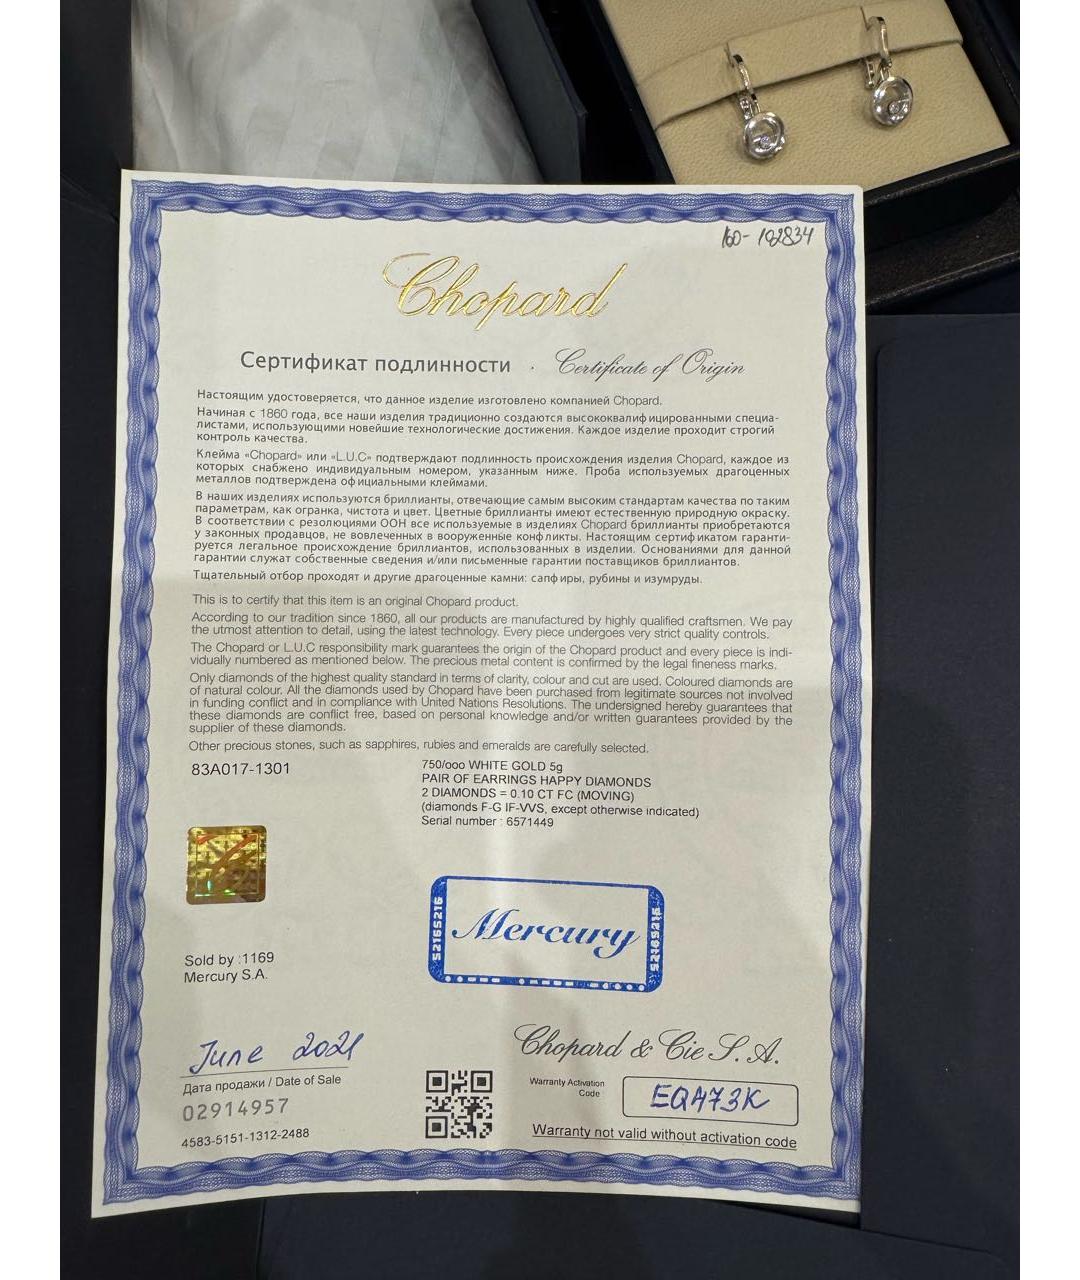 160-102834
Chopard
Сертификат подлинности · Certificate of Origin
Настоящим удостоверяется, что данное изделие изготовлено компанией Chopard.
Начиная с 1860 года, все наши изделия традиционно создаются высококвалифицированными специа-
листами, использующими новейшие технологические достижения. Каждое изделие проходит строгий
контроль качества.
Клейма «Chopard» или «L.U.C» подтверждают подлинность происхождения изделия Chopard, каждое из
которых снабжено индивидуальным номером, указанным ниже. Проба используемых драгоценных
металлов подтверждена официальными клеймами.
В наших изделиях используются бриллианты, отвечающие самым высоким стандартам качества по таким
параметрам, как огранка, чистота и цвет. Цветные бриллианты имеют естественную природную окраску.
В соответствии с резолюциями ООН все используемые в изделиях Chopard бриллианты приобретаются
у законных продавцов, не вовлеченных в вооруженные конфликты. Настоящим сертификатом гаранти-
руется легальное происхождение бриллиантов, использованных в изделии. Основаниями для данной
гарантии служат собственные сведения и/или письменные гарантии поставщиков бриллиантов.
Тщательный отбор проходят и другие драгоценные камни: сапфиры, рубины и изумруды.
This is to certify that this item is an original Chopard product.
According to our tradition since 1860, all our products are manufactured by highly qualified craftsmen. We pay
the utmost attention to detail, using the latest technology. Every piece undergoes very strict quality controls.
The Chopard or L.U.C responsibility mark guarantees the origin of the Chopard product and every piece is indi-
vidually numbered as mentioned below. The precious metal content is confirmed by the legal fineness marks.
Only diamonds of the highest quality standard in terms of clarity, colour and cut are used. Coloured diamonds are
of natural colour. All the diamonds used by Chopard have been purchased from legitimate sources not involved
in funding conflict and in compliance with United Nations Resolutions. The undersigned hereby guarantees that
these diamonds are conflict free, based on personal knowledge and/or written guarantees provided by the
supplier of these diamonds.
Other precious stones, such as sapphires, rubies and emeralds are carefully selected.
83A017-1301
750/ooo WHITE GOLD 5g
PAIR OF EARRINGS HAPPY DIAMONDS
2 DIAMONDS = 0.10 CT FC (MOVING)
(diamonds F-G IF-VVS, except otherwise indicated)
Serial number : 6571449
52165216
Mercury
52165216
Sold by :1169
Mercury S.A.
June 2021
Дата продажи / Date of Sale
02914957
4583-5151-1312-2488
Chopard & Cie S.A.
Warranty Activation
Code
EQA73K
Warranty not valid without activation code